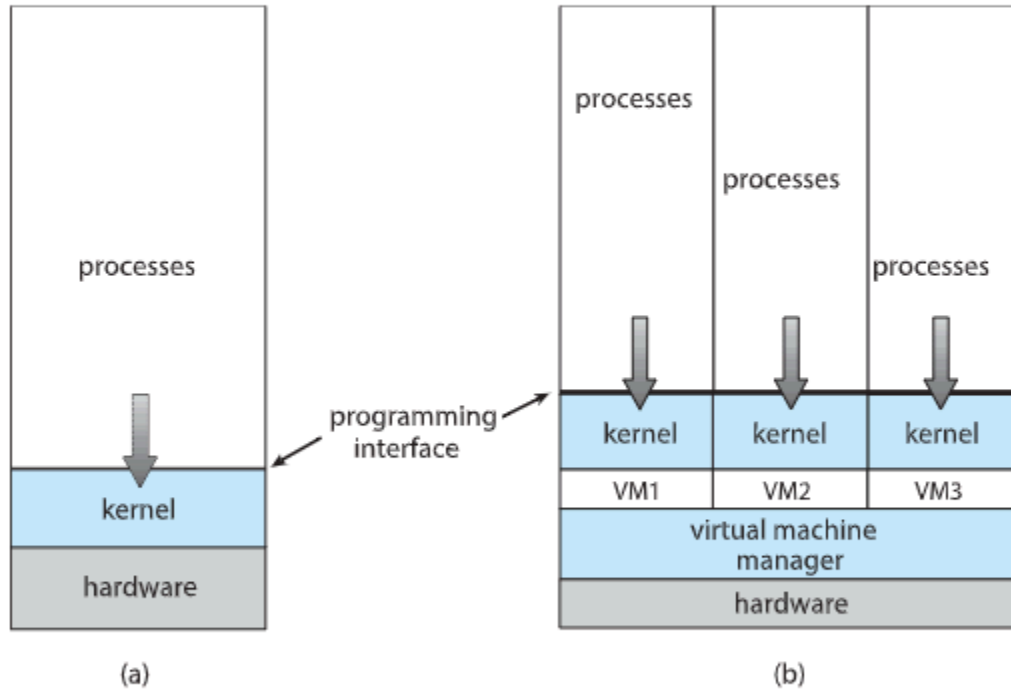 processes
kernel
hardware
(a)
programming
interface
processes
processes
processes
kernel
kernel
kernel
VM1
VM2
VM3
virtual machine
manager
hardware
(b)